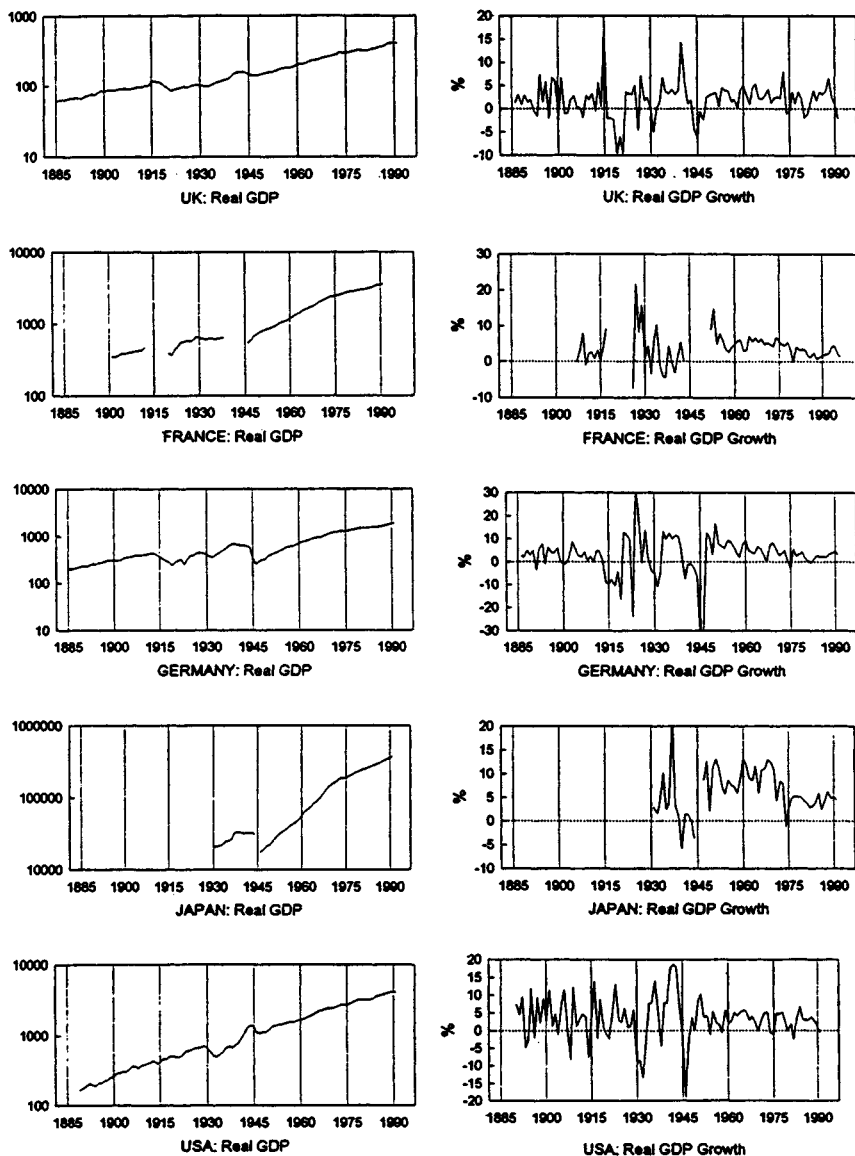 1000
100
10
1885 1900 1915 1930 1945 1960 1975 1990
UK: Real GDP
20
15
10
5
0
-5
-10
%
1885 1900 1915 1930 1945 1960 1975 1990
UK: Real GDP Growth
10000
1000
100
1885 1900 1915 1930 1945 1960 1975 1990
FRANCE: Real GDP
30
20
10
0
-10
%
1885 1900 1915 1930 1945 1960 1975 1990
FRANCE: Real GDP Growth
10000
1000
100
10
1885 1900 1915 1930 1945 1960 1975 1990
GERMANY: Real GDP
30
20
10
0
-10
-20
-30
%
1885 1900 1915 1930 1945 1960 1975 1990
GERMANY: Real GDP Growth
1000000
100000
10000
1885 1900 1915 1930 1945 1960 1975 1990
JAPAN: Real GDP
20
15
10
5
0
-5
-10
%
1885 1900 1915 1930 1945 1960 1975 1990
JAPAN: Real GDP Growth
10000
1000
100
1885 1900 1915 1930 1945 1960 1975 1990
USA: Real GDP
20
15
10
5
0
-5
-10
-15
-20
%
1885 1900 1915 1930 1945 1960 1975 1990
USA: Real GDP Growth